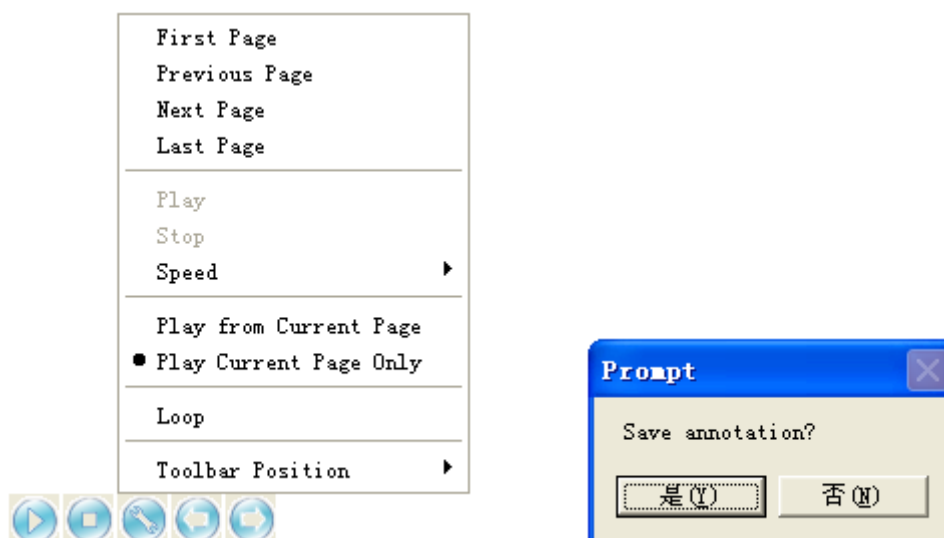 First Page
Previous Page
Next Page
Last Page
Play
Stop
Speed
Play from Current Page
Play Current Page Only
Loop
Toolbar Position
Prompt
Save annotation?
是(Y) 否(N)